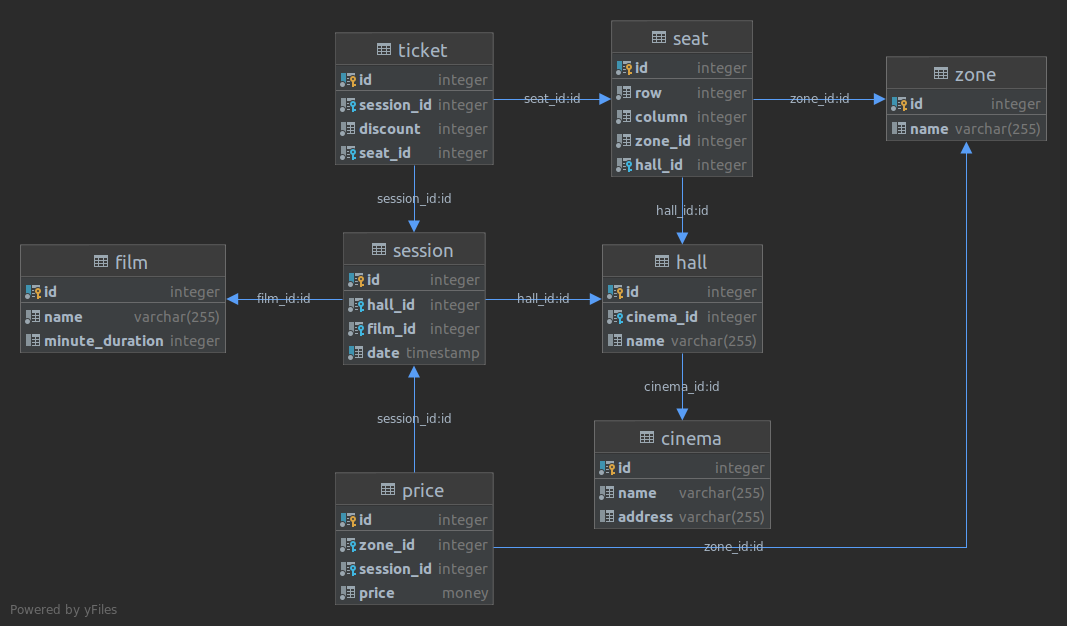 ticket
id integer
session_id integer
discount integer
seat_id integer
seat_id:id
seat
id integer
row integer
column integer
zone_id integer
hall_id integer
zone_id:id
zone
id integer
name varchar(255)
session_id:id
hall_id:id
film
id integer
name varchar(255)
minute_duration integer
film_id:id
session
id integer
hall_id integer
film_id integer
date timestamp
hall_id:id
hall
id integer
cinema_id integer
name varchar(255)
cinema_id:id
session_id:id
cinema
id integer
name varchar(255)
address varchar(255)
price
id integer
zone_id integer
session_id integer
price money
zone_id:id
Powered by yFiles